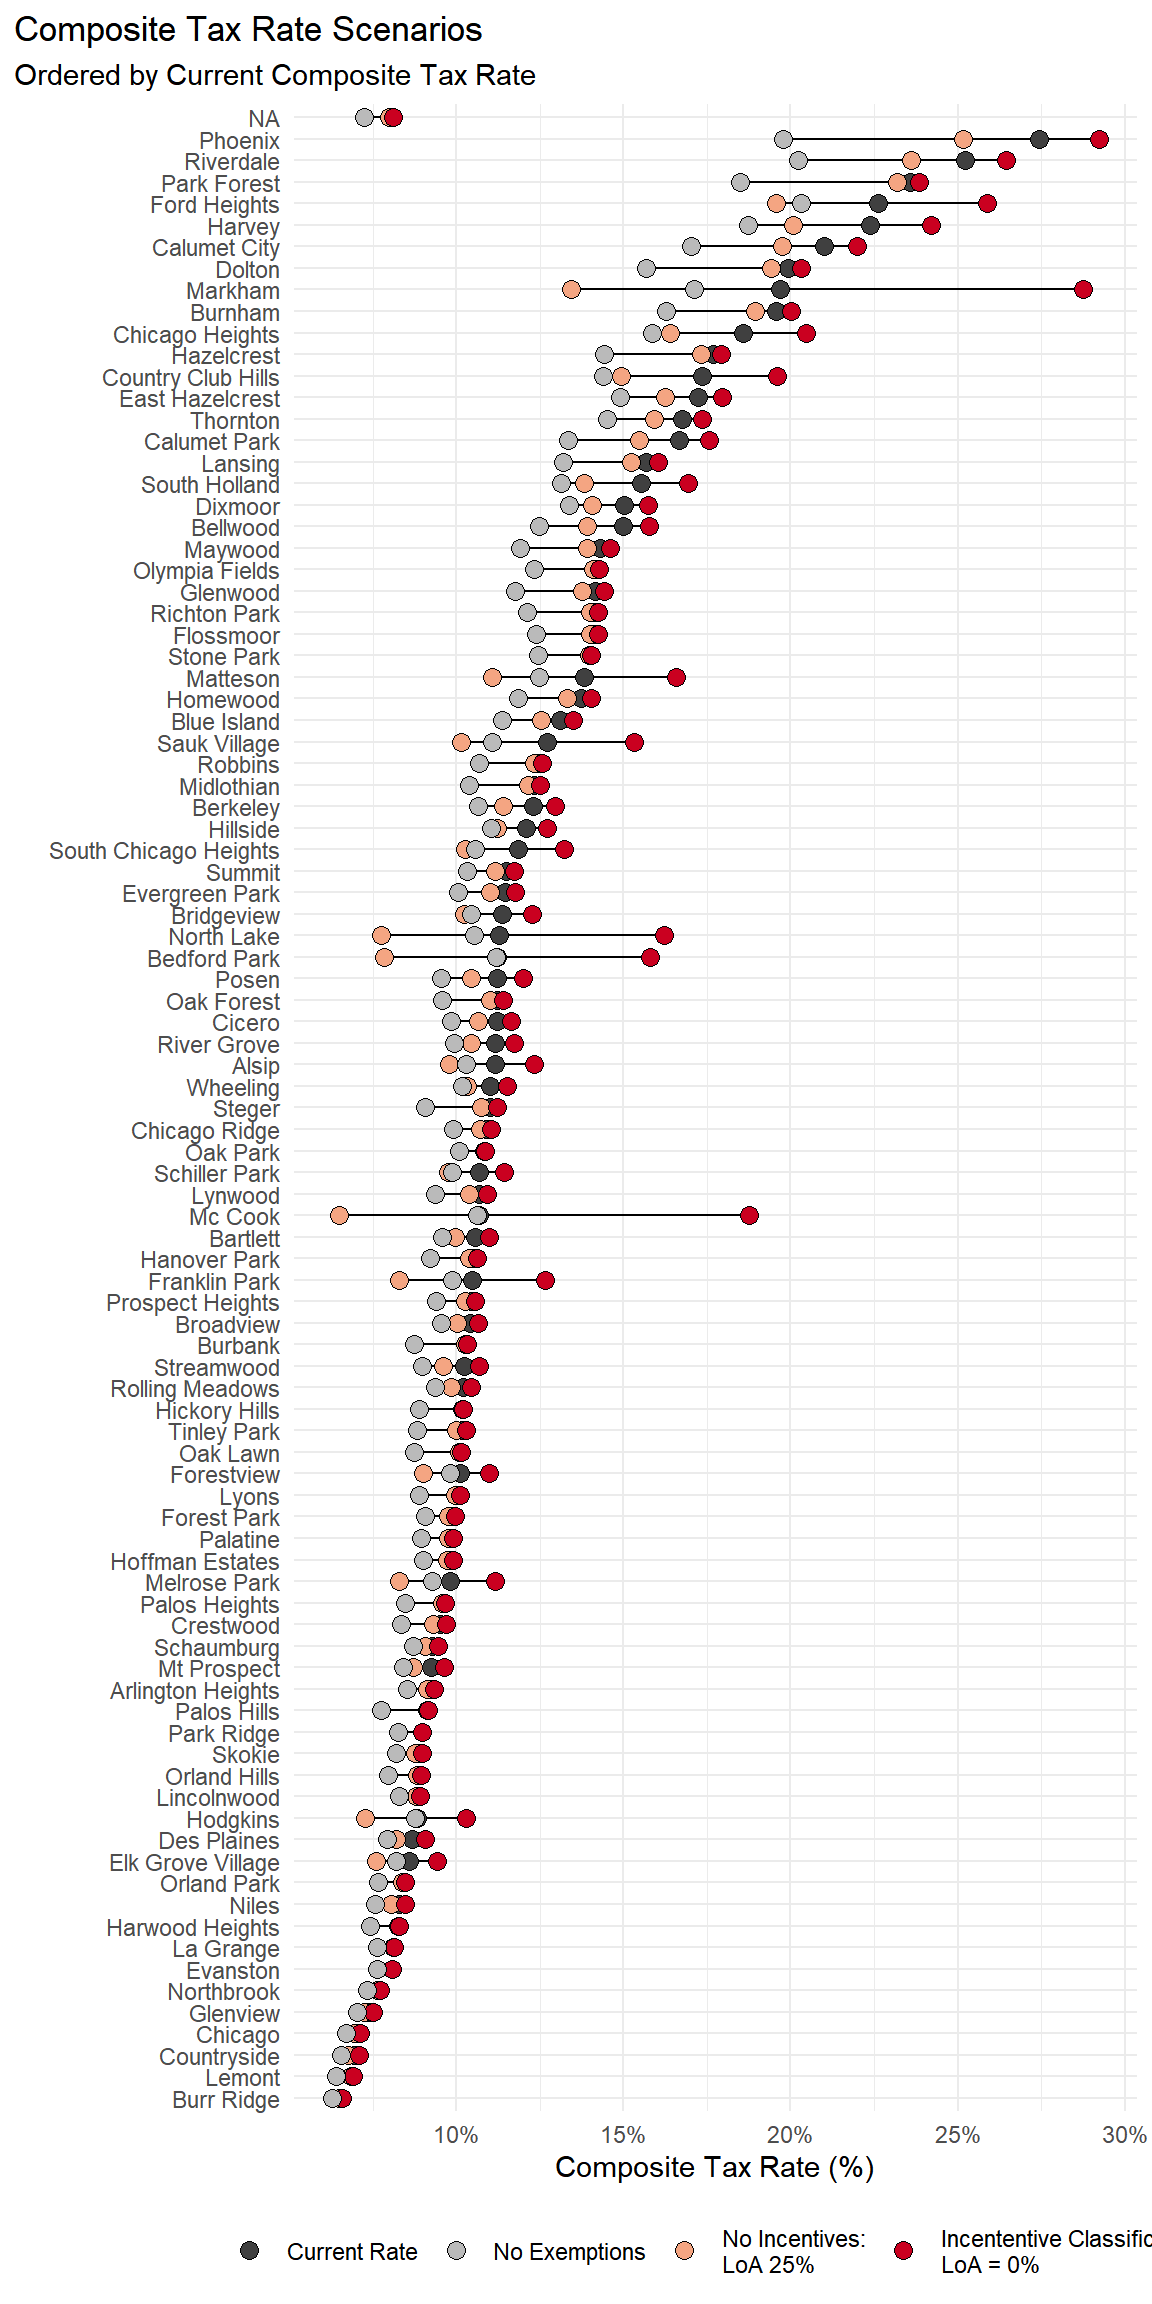 Composite Tax Rate Scenarios
Ordered by Current Composite Tax Rate
NA
Phoenix
Riverdale
Park Forest
Ford Heights
Harvey
Calumet City
Dolton
Markham
Burnham
Chicago Heights
Hazelcrest
Country Club Hills
East Hazelcrest
Thornton
Calumet Park
Lansing
South Holland
Dixmoor
Bellwood
Maywood
Olympia Fields
Glenwood
Richton Park
Flossmoor
Stone Park
Matteson
Homewood
Blue Island
Sauk Village
Robbins
Midlothian
Berkeley
Hillside
South Chicago Heights
Summit
Evergreen Park
Bridgeview
North Lake
Bedford Park
Posen
Oak Forest
Cicero
River Grove
Alsip
Wheeling
Steger
Chicago Ridge
Oak Park
Schiller Park
Lynwood
Mc Cook
Bartlett
Hanover Park
Franklin Park
Prospect Heights
Broadview
Burbank
Streamwood
Rolling Meadows
Hickory Hills
Tinley Park
Oak Lawn
Forestview
Lyons
Forest Park
Palatine
Hoffman Estates
Melrose Park
Palos Heights
Crestwood
Schaumburg
Mt Prospect
Arlington Heights
Palos Hills
Park Ridge
Skokie
Orland Hills
Lincolnwood
Hodgkins
Des Plaines
Elk Grove Village
Orland Park
Niles
Harwood Heights
La Grange
Evanston
Northbrook
Glenview
Chicago
Countryside
Lemont
Burr Ridge
10% 15% 20% 25% 30%
Composite Tax Rate (%)
Current Rate
No Exemptions
No Incentives:
LoA 25%
Incententive Classific
LoA = 0%